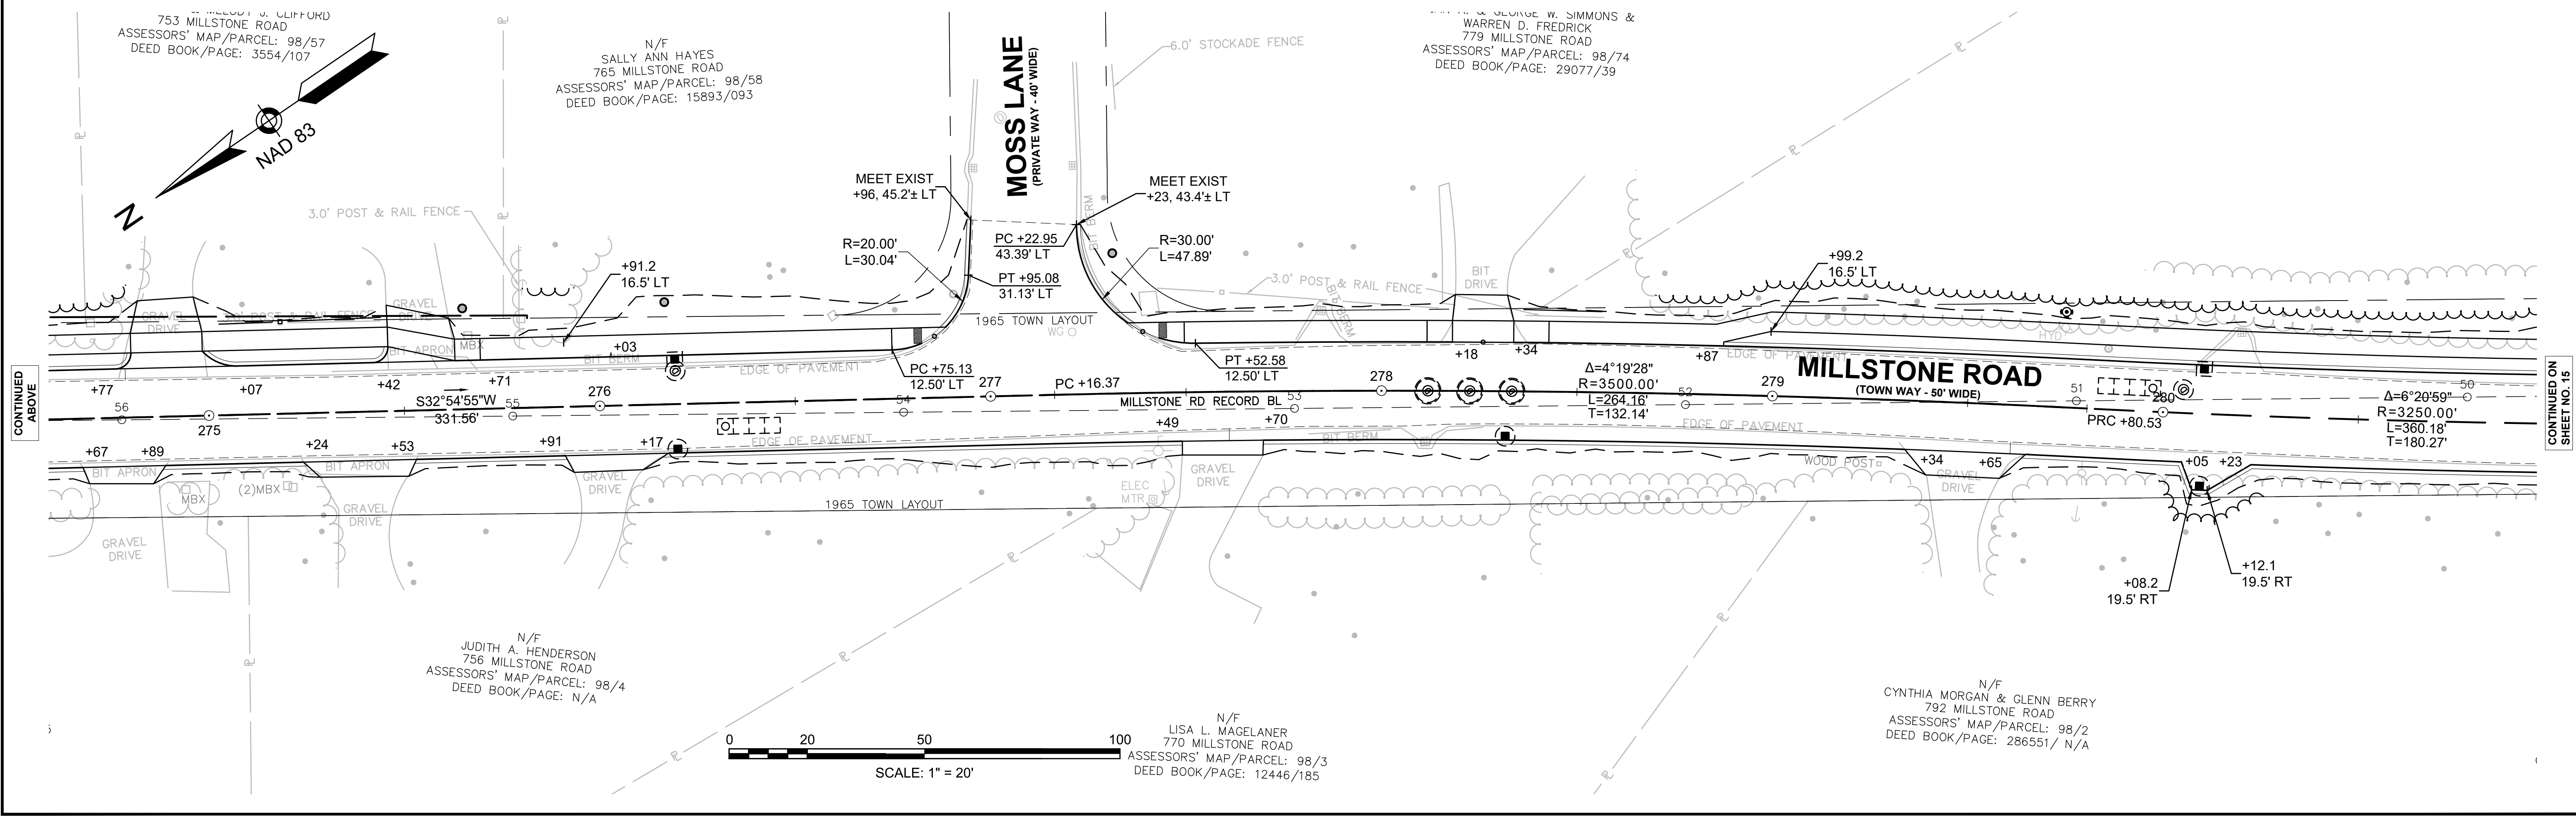 & MELODY J. CLIFFORD
753 MILLSTONE ROAD
ASSESSORS' MAP/PARCEL: 98/57
DEED BOOK/PAGE: 3554/107
N/F
SALLY ANN HAYES
765 MILLSTONE ROAD
ASSESSORS' MAP/PARCEL: 98/58
DEED BOOK/PAGE: 15893/093
MOSS LANE
(PRIVATE WAY - 40' WIDE)
6.0' STOCKADE FENCE
& GEORGE W. SIMMONS &
WARREN D. FREDRICK
779 MILLSTONE ROAD
ASSESSORS' MAP/PARCEL: 98/74
DEED BOOK/PAGE: 29077/39
NAD 83
N
3.0' POST & RAIL FENCE
MEET EXIST
+96, 45.2'± LT
MEET EXIST
+23, 43.4'± LT
BIT BERM
R=20.00'
L=30.04'
PC +22.95
43.39' LT
R=30.00'
L=47.89'
PT +95.08
31.13' LT
+91.2
16.5' LT
3.0' POST & RAIL FENCE
BIT
DRIVE
BIT BERM
+99.2
16.5' LT
GRAVEL
DRIVE
POST & RAIL FENCE
GRAVEL
MBX
BIT APRON
+03
BIT BERM
EDGE OF PAVEMENT
1965 TOWN LAYOUT
WG
PC +75.13
12.50' LT
PT +52.58
12.50' LT
+18
+34
+87
EDGE OF PAVEMENT
HYD
MILLSTONE ROAD
(TOWN WAY - 50' WIDE)
CONTINUED
ABOVE
+77
+07
+42
+71
S32°54'55"W
331.56'
56
275
55
276
54
277
PC +16.37
MILLSTONE RD RECORD BL
53
278
Δ=4°19'28"
R=3500.00'
L=264.16'
T=132.14'
52
279
51
280
PRC +80.53
50
Δ=6°20'59"
R=3250.00'
L=360.18'
T=180.27'
CONTINUED ON
SHEET NO. 15
+67
+89
+24
+53
+91
+17
EDGE OF PAVEMENT
+49
+70
BIT BERM
EDGE OF PAVEMENT
WOOD POST
+34
+65
+05
+23
BIT APRON
BIT APRON
MBX
(2)MBX
GRAVEL
DRIVE
GRAVEL
DRIVE
GRAVEL
DRIVE
ELEC
MTR
GRAVEL
DRIVE
GRAVEL
DRIVE
1965 TOWN LAYOUT
+08.2
19.5' RT
+12.1
19.5' RT
N/F
JUDITH A. HENDERSON
756 MILLSTONE ROAD
ASSESSORS' MAP/PARCEL: 98/4
DEED BOOK/PAGE: N/A
N/F
LISA L. MAGELANER
770 MILLSTONE ROAD
ASSESSORS' MAP/PARCEL: 98/3
DEED BOOK/PAGE: 12446/185
N/F
CYNTHIA MORGAN & GLENN BERRY
792 MILLSTONE ROAD
ASSESSORS' MAP/PARCEL: 98/2
DEED BOOK/PAGE: 286551/ N/A
0 20 50 100
SCALE: 1" = 20'